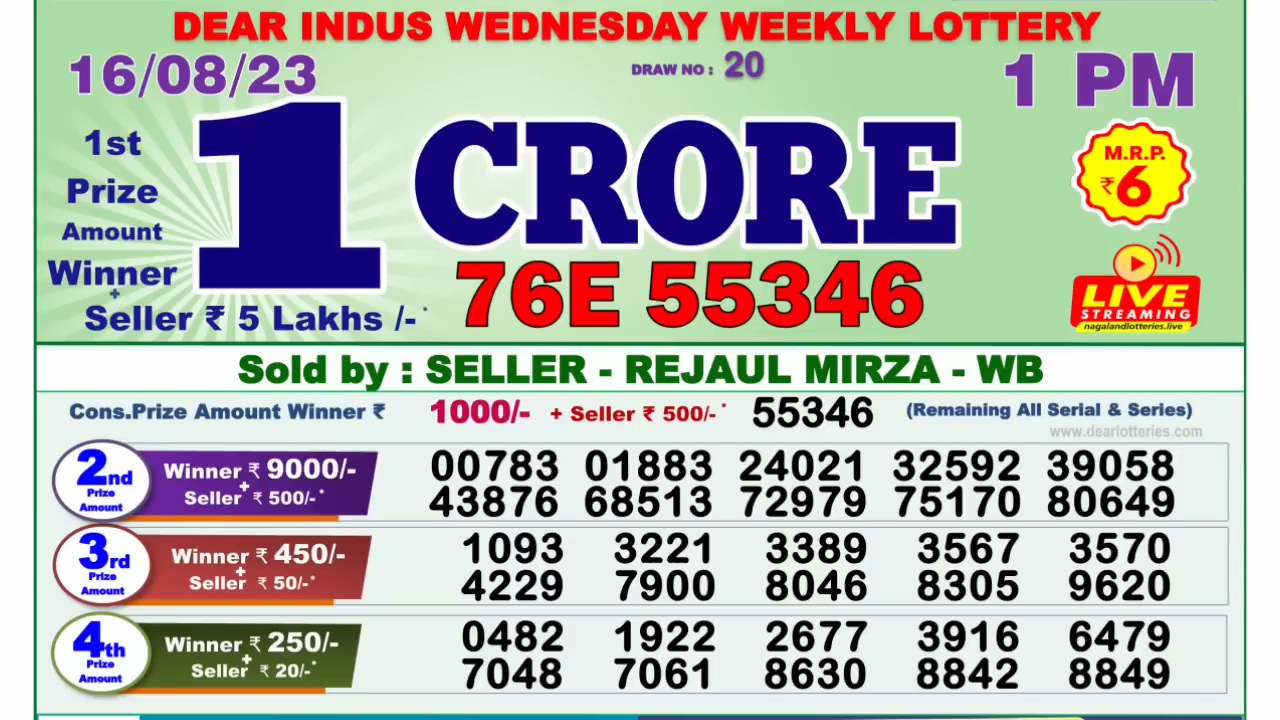 DEAR INDUS WEDNESDAY WEEKLY LOTTERY
16/08/23
DRAW NO : 20
1 PM
1st
Prize
Amount
Winner
+
Seller ₹ 5 Lakhs /-*
1 CRORE
76E 55346
M.R.P.
₹6
LIVE
STREAMING
nagalandlotteries.live
Sold by : SELLER - REJAUL MIRZA - WB
Cons.Prize Amount Winner ₹ 1000/- + Seller ₹ 500/-* 55346 (Remaining All Serial & Series)
www.dearlotteries.com
2nd
Prize
Amount
Winner ₹ 9000/-
+
Seller ₹ 500/-*
00783 01883 24021 32592 39058
43876 68513 72979 75170 80649
3rd
Prize
Amount
Winner ₹ 450/-
+
Seller ₹ 50/-*
1093 3221 3389 3567 3570
4229 7900 8046 8305 9620
4th
Prize
Amount
Winner ₹ 250/-
+
Seller ₹ 20/-*
0482 1922 2677 3916 6479
7048 7061 8630 8842 8849